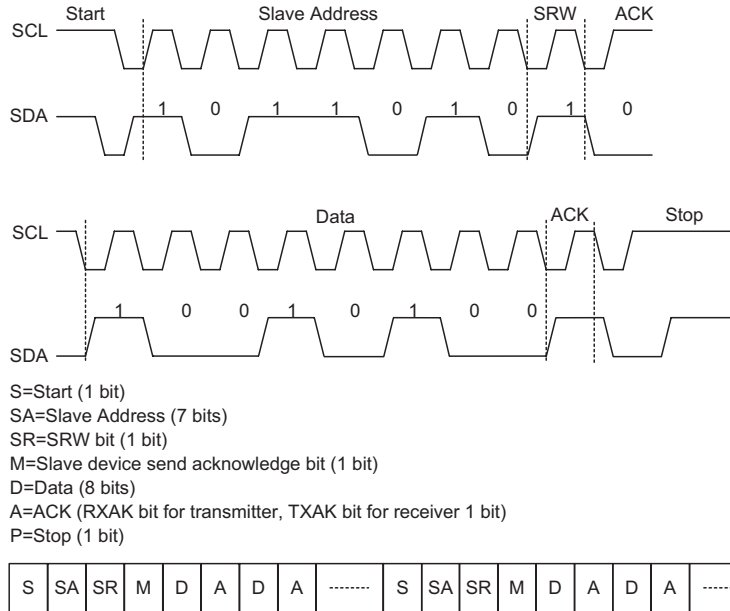 Start Slave Address SRW ACK
SCL
SDA 1 0 1 1 0 1 0 1 0
Data ACK Stop
SCL
1 0 0 1 0 1 0 0
SDA
S=Start (1 bit)
SA=Slave Address (7 bits)
SR=SRW bit (1 bit)
M=Slave device send acknowledge bit (1 bit)
D=Data (8 bits)
A=ACK (RXAK bit for transmitter, TXAK bit for receiver 1 bit)
P=Stop (1 bit)
S SA SR M D A D A ........ S SA SR M D A D A .....